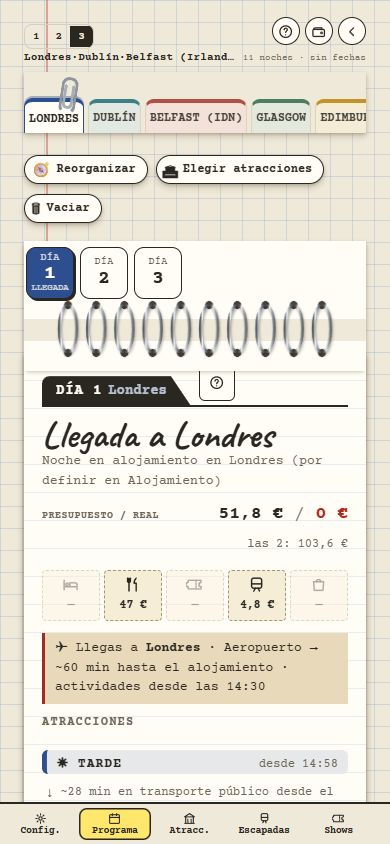 1 2 3
Londres·Dublín·Belfast (Irland… 11 noches · sin fechas
LONDRES DUBLÍN BELFAST (IDN) GLASGOW EDIMBU
Reorganizar Elegir atracciones
Vaciar
DÍA 1 LLEGADA
DÍA 2
DÍA 3
DÍA 1 Londres
Llegada a Londres
Noche en alojamiento en Londres (por
definir en Alojamiento)
PRESUPUESTO / REAL 51,8 € / 0 €
las 2: 103,6 €
— 47 € — 4,8 € —
✈ Llegas a Londres · Aeropuerto →
~60 min hasta el alojamiento ·
actividades desde las 14:30
ATRACCIONES
TARDE desde 14:58
↓ ~28 min en transporte público desde el
Config. Programa Atracc. Escapadas Shows